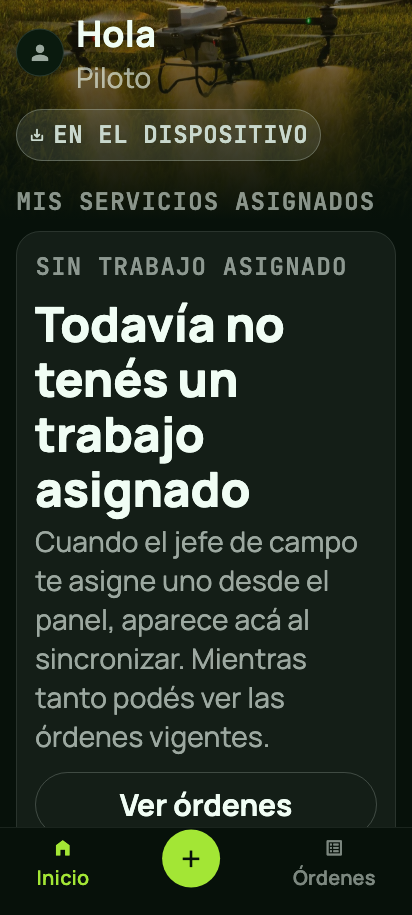 Hola
Piloto
EN EL DISPOSITIVO
MIS SERVICIOS ASIGNADOS
SIN TRABAJO ASIGNADO
Todavía no
tenés un
trabajo
asignado
Cuando el jefe de campo
te asigne uno desde el
panel, aparece acá al
sincronizar. Mientras
tanto podés ver las
órdenes vigentes.
Ver órdenes
Inicio
Órdenes